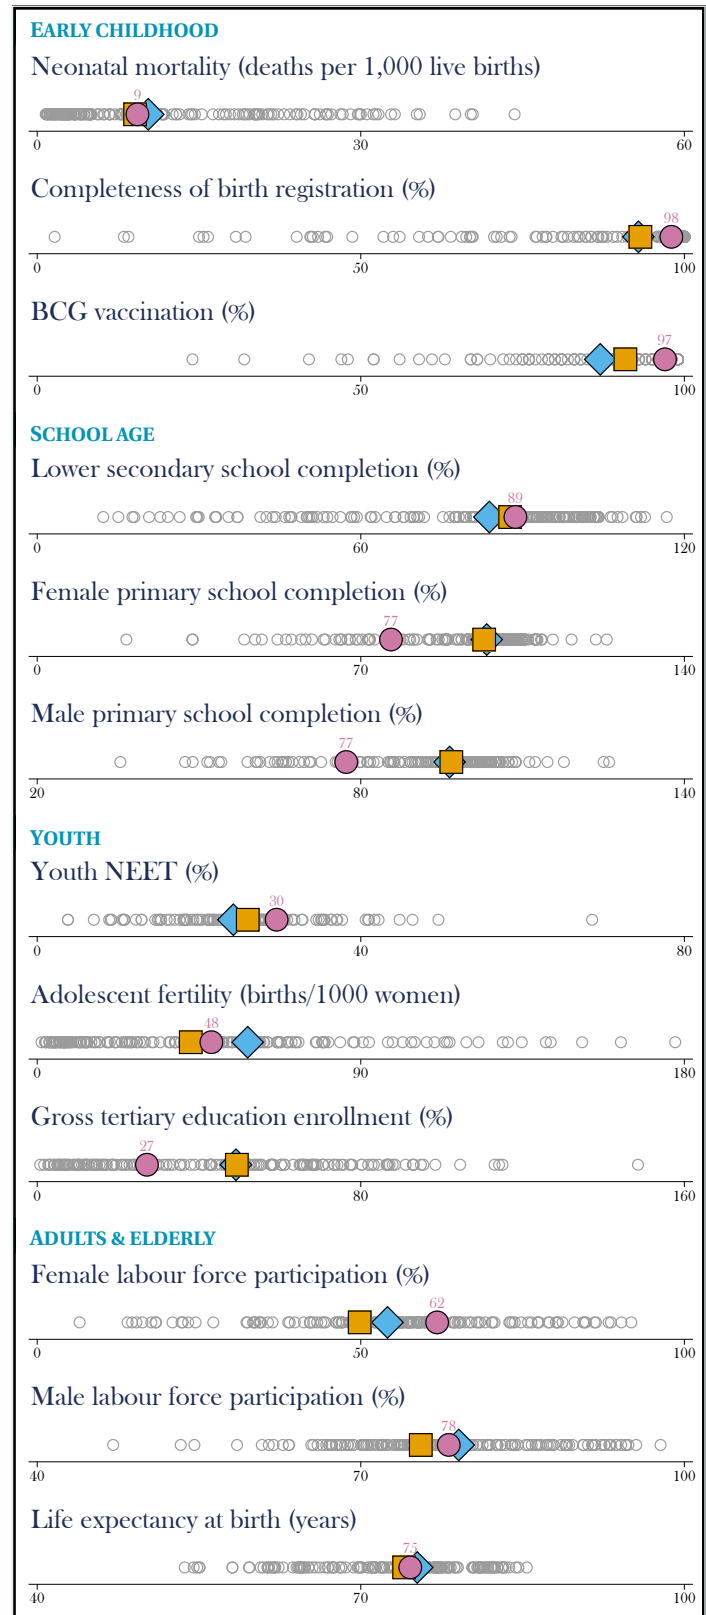 EARLY CHILDHOOD
Neonatal mortality (deaths per 1,000 live births)
9
0 30 60
Completeness of birth registration (%)
98
0 50 100
BCG vaccination (%)
97
0 50 100
SCHOOL AGE
Lower secondary school completion (%)
89
0 60 120
Female primary school completion (%)
77
0 70 140
Male primary school completion (%)
77
20 80 140
YOUTH
Youth NEET (%)
30
0 40 80
Adolescent fertility (births/1000 women)
48
0 90 180
Gross tertiary education enrollment (%)
27
0 80 160
ADULTS & ELDERLY
Female labour force participation (%)
62
0 50 100
Male labour force participation (%)
78
40 70 100
Life expectancy at birth (years)
75
40 70 100